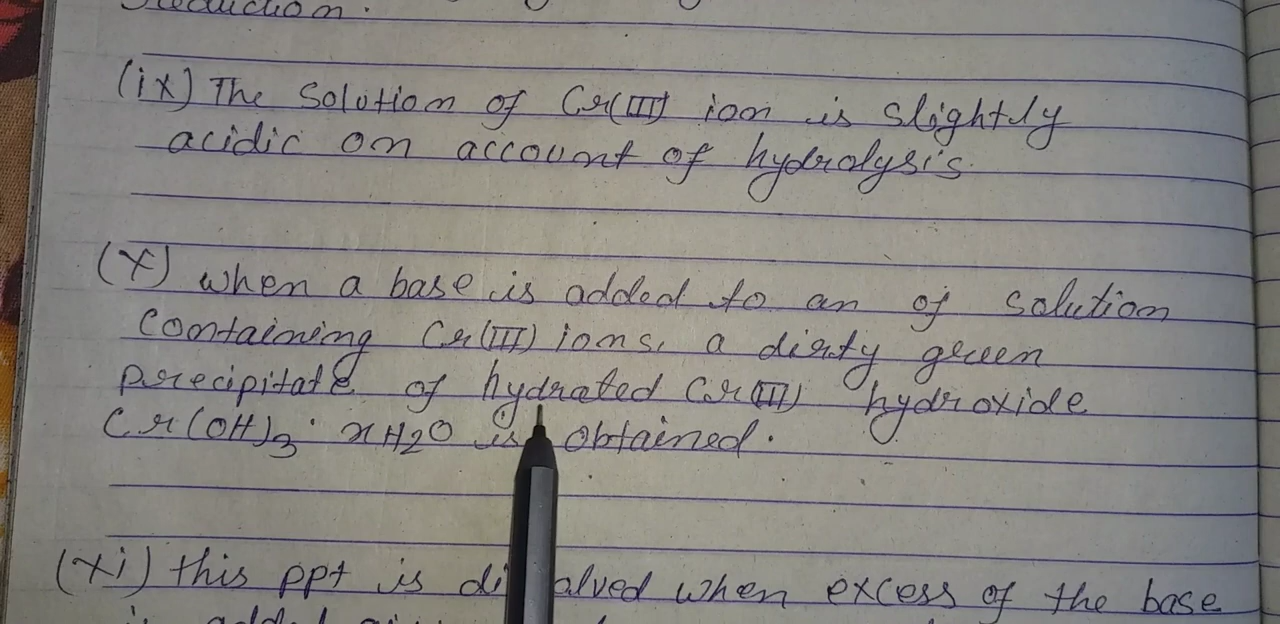 (ix) The Solution of Cr(III) ion is slightly
acidic on account of hydrolysis.
(x) when a base is added to an of solution
Containing Cr(III) ions, a dirty green
precipitate of hydrated Cr(III) hydroxide
Cr(OH)3 · xH2O is obtained.
(xi) this ppt is when excess of the base